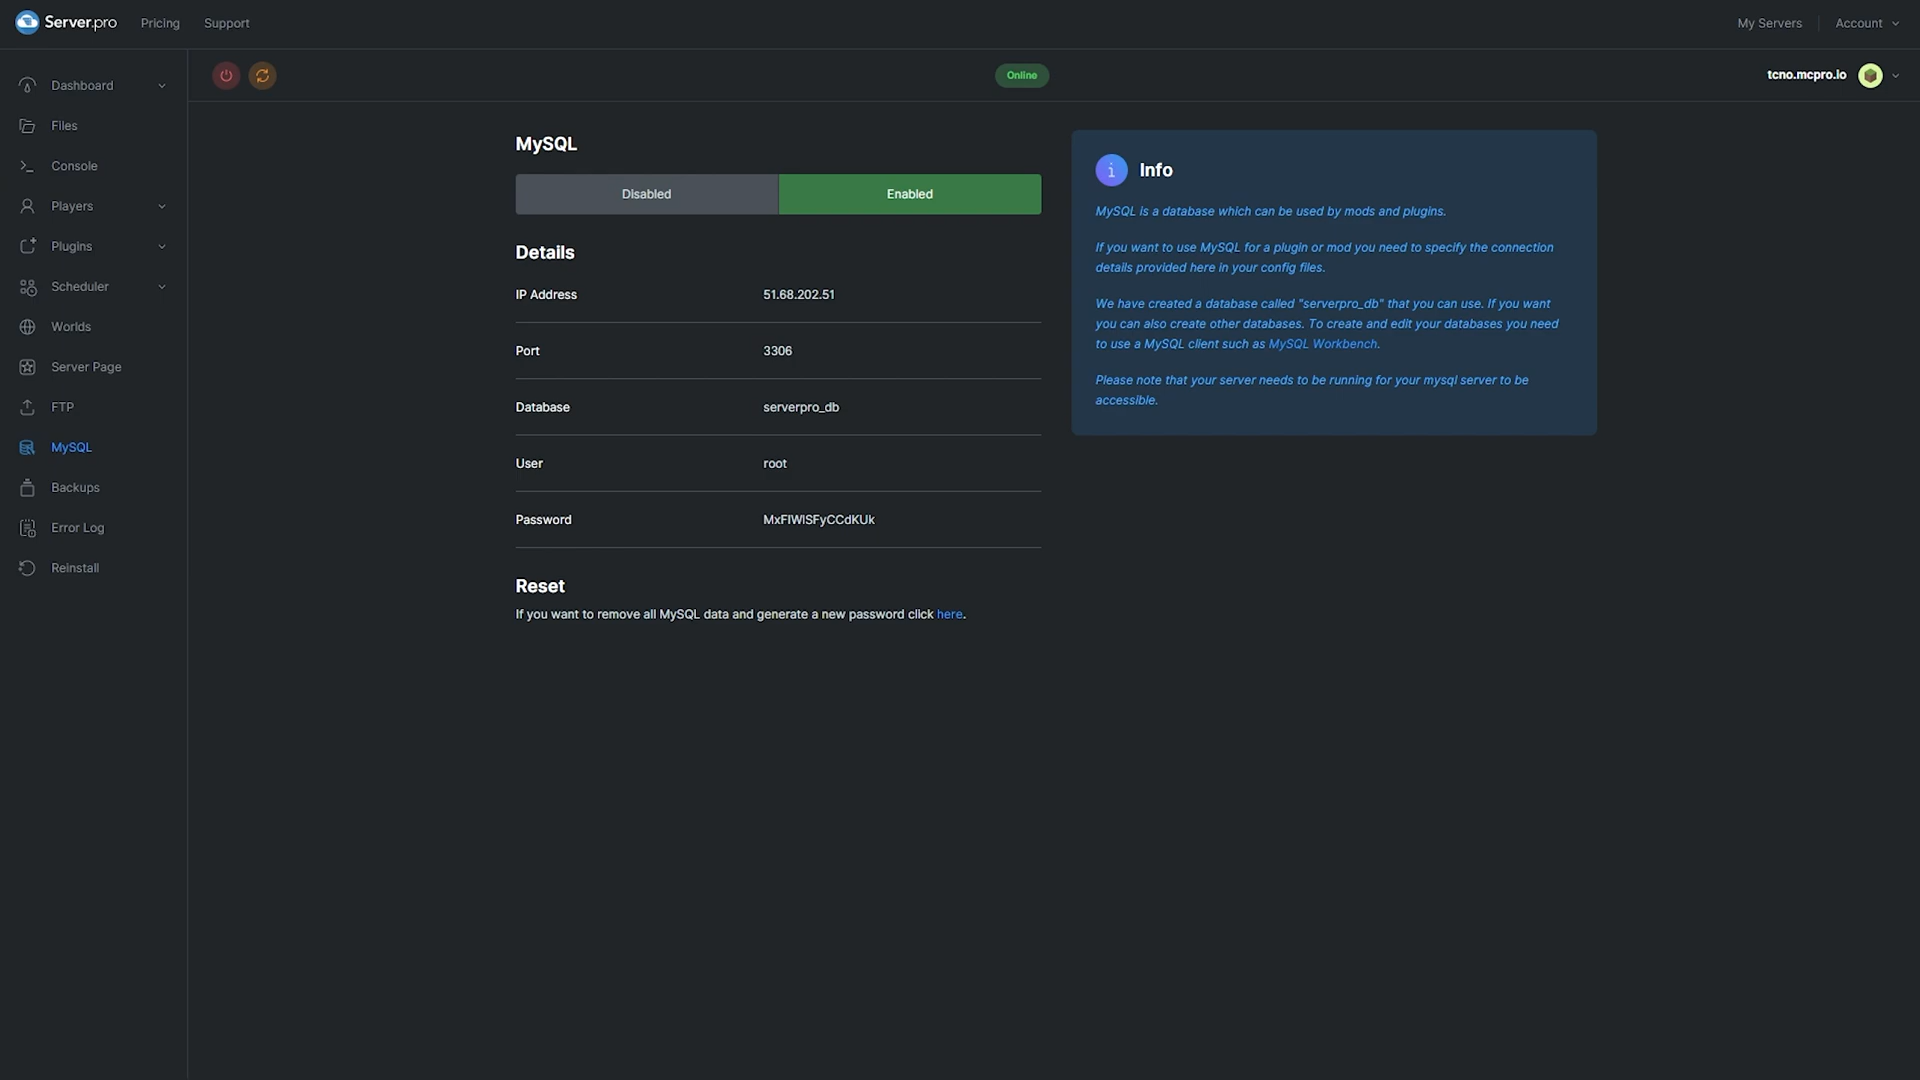 Server.pro
Pricing
Support
My Servers
Account
Online
tcno.mcpro.io
Dashboard
Files
Console
Players
Plugins
Scheduler
Worlds
Server Page
FTP
MySQL
Backups
Error Log
Reinstall
MySQL
Disabled
Enabled
Details
IP Address 51.68.202.51
Port 3306
Database serverpro_db
User root
Password MxFIWISFyCCdKUk
Reset
If you want to remove all MySQL data and generate a new password click here.
i Info
MySQL is a database which can be used by mods and plugins.
If you want to use MySQL for a plugin or mod you need to specify the connection
details provided here in your config files.
We have created a database called "serverpro_db" that you can use. If you want
you can also create other databases. To create and edit your databases you need
to use a MySQL client such as MySQL Workbench.
Please note that your server needs to be running for your mysql server to be
accessible.